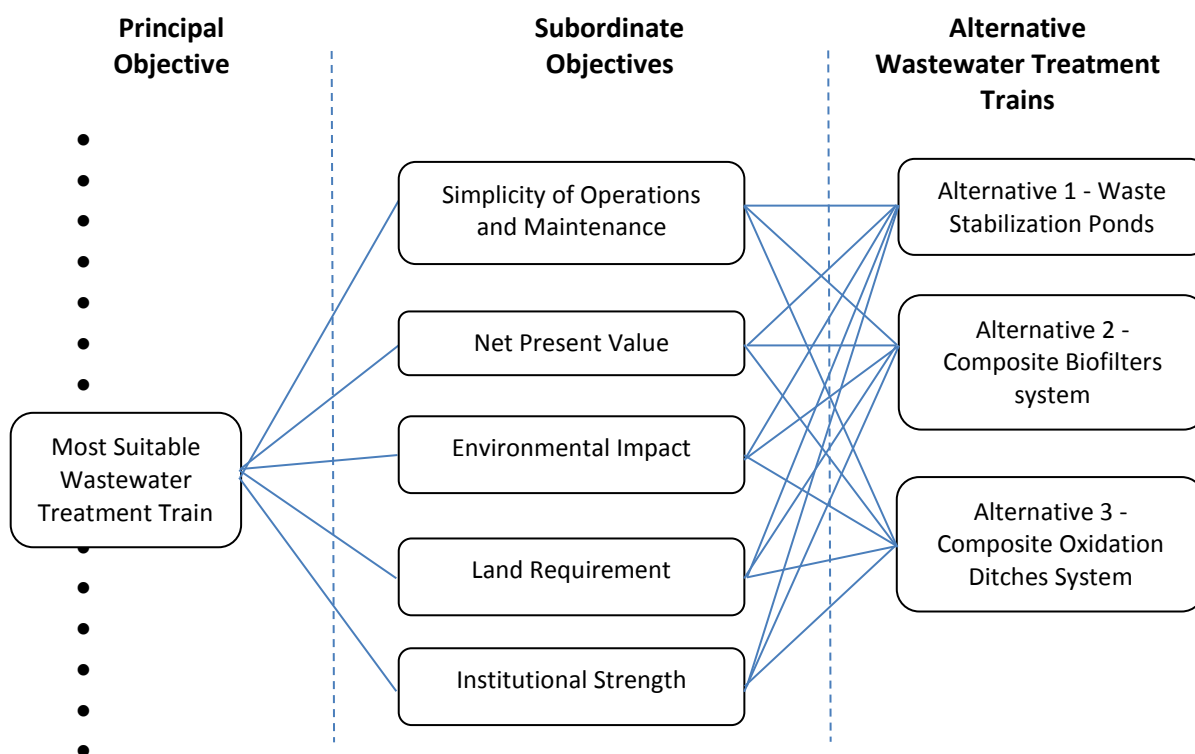 Principal
Objective
Subordinate
Objectives
Alternative
Wastewater Treatment
Trains
Most Suitable
Wastewater
Treatment Train
Simplicity of Operations
and Maintenance
Net Present Value
Environmental Impact
Land Requirement
Institutional Strength
Alternative 1 - Waste
Stabilization Ponds
Alternative 2 -
Composite Biofilters
system
Alternative 3 -
Composite Oxidation
Ditches System